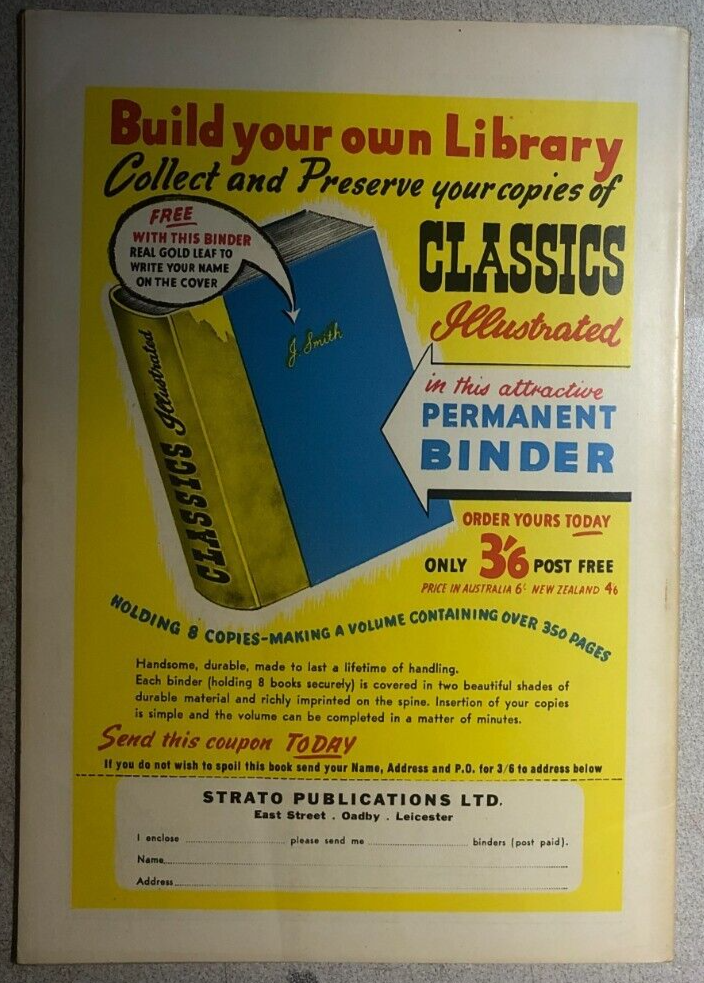 Build your own Library
Collect and Preserve your copies of
CLASSICS
Illustrated
FREE
WITH THIS BINDER
REAL GOLD LEAF TO
WRITE YOUR NAME
ON THE COVER
J. Smith
CLASSICS Illustrated
in this attractive
PERMANENT
BINDER
ORDER YOURS TODAY
ONLY 3'6 POST FREE
PRICE IN AUSTRALIA 6'- NEW ZEALAND 4'6
HOLDING 8 COPIES-MAKING A VOLUME CONTAINING OVER 350 PAGES
Handsome, durable, made to last a lifetime of handling.
Each binder (holding 8 books securely) is covered in two beautiful shades of
durable material and richly imprinted on the spine. Insertion of your copies
is simple and the volume can be completed in a matter of minutes.
Send this coupon TODAY
If you do not wish to spoil this book send your Name, Address and P.O. for 3/6 to address below
STRATO PUBLICATIONS LTD.
East Street . Oadby . Leicester
I enclose ........................ please send me ........................ binders (post paid).
Name........................
Address........................